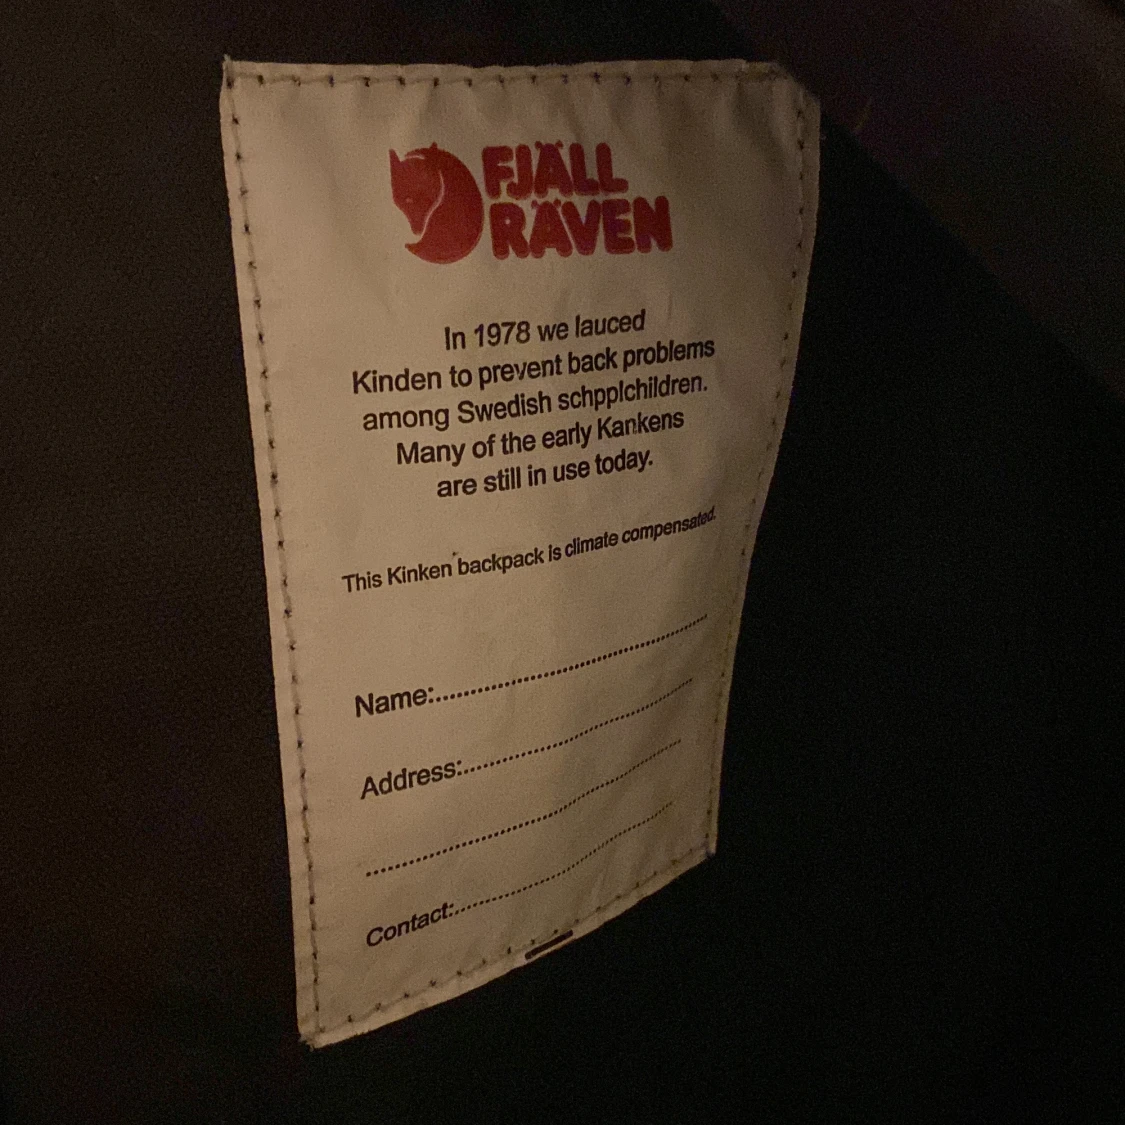 FJÄLL
RÄVEN
In 1978 we lauced
Kinden to prevent back problems
among Swedish schpplchildren.
Many of the early Kankens
are still in use today.
This Kinken backpack is climate compensated.
Name:
Address:
Contact: